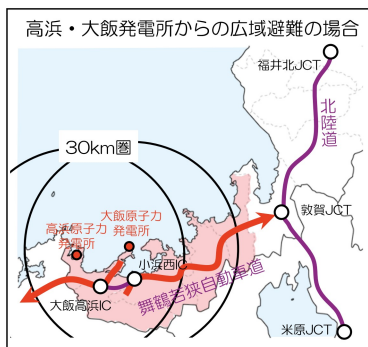 高浜・大飯発電所からの広域避難の場合
福井北JCT
北陸道
30km圏
大飯原子力
発電所
高浜原子力
発電所
敦賀JCT
小浜西IC
舞鶴若狭自動車道
大飯高浜IC
米原JCT